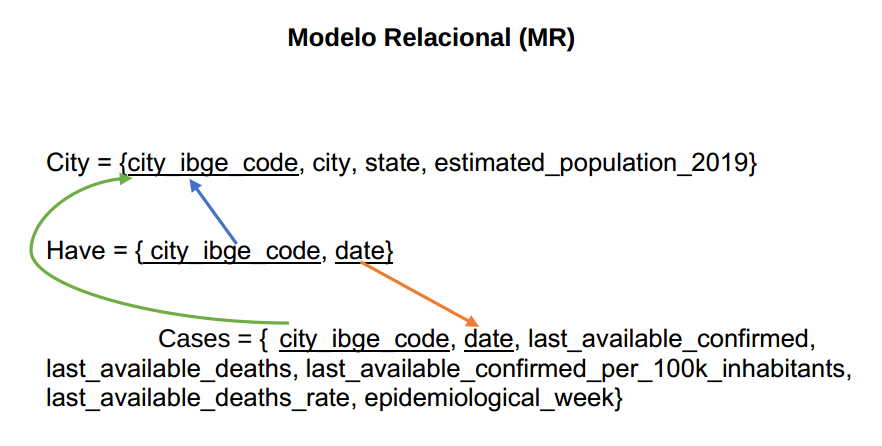 Modelo Relacional (MR)
City = {city_ibge_code, city, state, estimated_population_2019}
Have = { city_ibge_code, date}
Cases = { city_ibge_code, date, last_available_confirmed,
last_available_deaths, last_available_confirmed_per_100k_inhabitants,
last_available_deaths_rate, epidemiological_week}